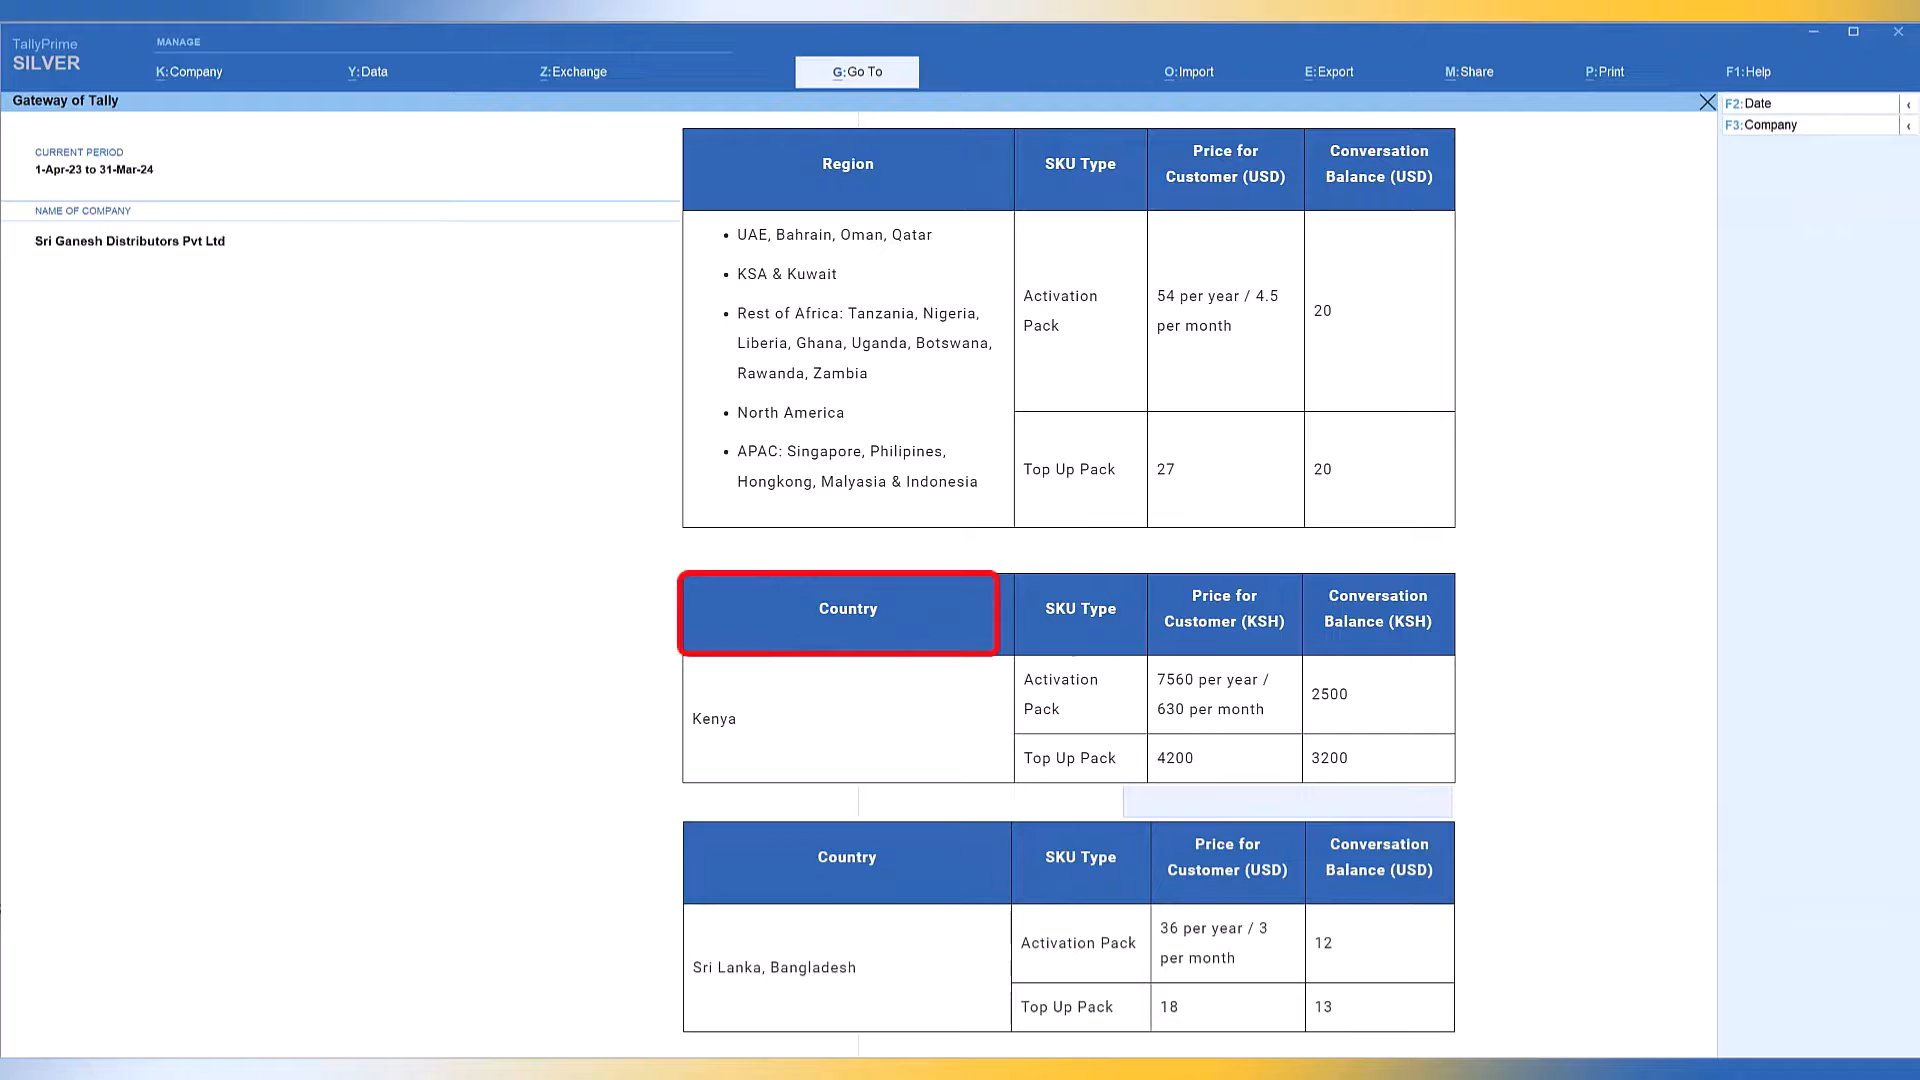 TallyPrime
SILVER
MANAGE
K:Company
Y:Data
Z:Exchange
G:Go To
O:Import
E:Export
M:Share
P:Print
F1:Help
Gateway of Tally
F2:Date
F3:Company
CURRENT PERIOD
1-Apr-23 to 31-Mar-24
NAME OF COMPANY
Sri Ganesh Distributors Pvt Ltd
Region
SKU Type
Price for
Customer (USD)
Conversation
Balance (USD)
• UAE, Bahrain, Oman, Qatar
• KSA & Kuwait
• Rest of Africa: Tanzania, Nigeria,
Liberia, Ghana, Uganda, Botswana,
Rawanda, Zambia
• North America
• APAC: Singapore, Philipines,
Hongkong, Malyasia & Indonesia
Activation
Pack
54 per year / 4.5
per month
20
Top Up Pack
27
20
Country
SKU Type
Price for
Customer (KSH)
Conversation
Balance (KSH)
Kenya
Activation
Pack
7560 per year /
630 per month
2500
Top Up Pack
4200
3200
Country
SKU Type
Price for
Customer (USD)
Conversation
Balance (USD)
Sri Lanka, Bangladesh
Activation Pack
36 per year / 3
per month
12
Top Up Pack
18
13